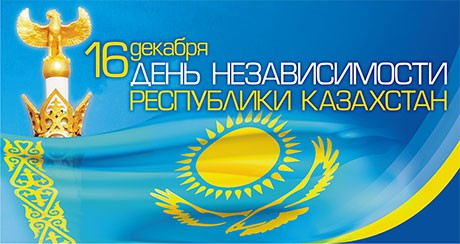 16 декабря
ДЕНЬ НЕЗАВИСИМОСТИ
РЕСПУБЛИКИ КАЗАХСТАН